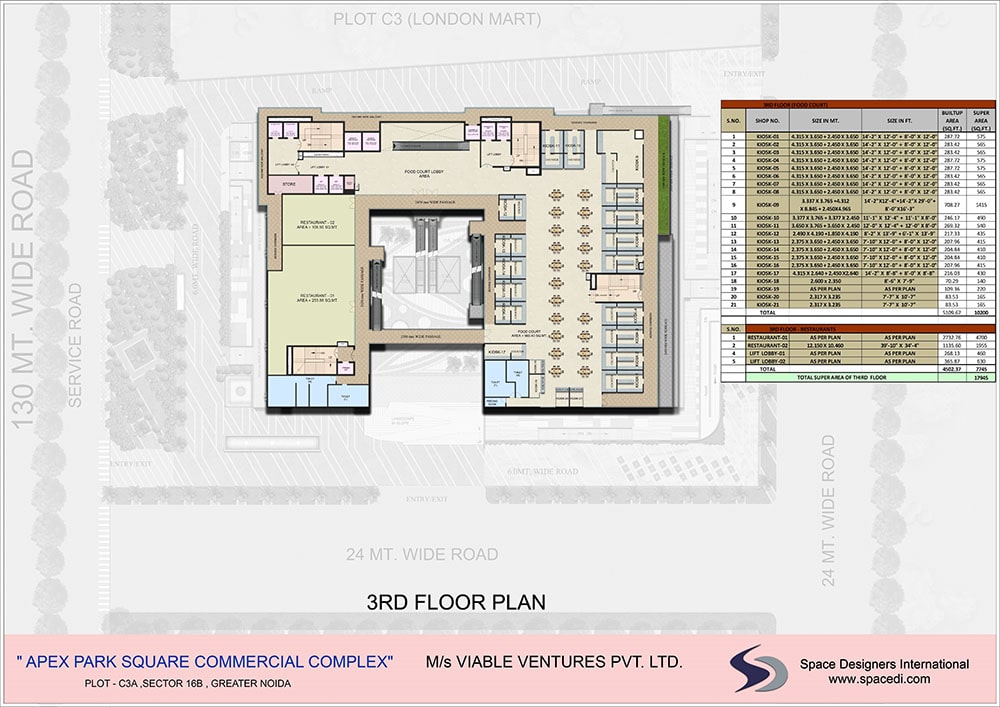 PLOT C3 (LONDON MART)
RAMP
RAMP
ENTRY/EXIT
130 MT. WIDE ROAD
SERVICE ROAD
STORE
LIFT LOBBY
FOOD COURT LOBBY
AREA
RESTAURANT - 02
RESTAURANT - 01
FOOD COURT
KIOSK-17
TOILET
3RD FLOOR (FOOD COURT)
S.NO. SHOP NO. SIZE IN MT. SIZE IN FT. BUILTUP AREA (SQ.FT.) SUPER AREA (SQ.FT.)
1 KIOSK-01 4.315 X 3.650 + 2.450 X 3.650 14'-2" X 12'-0" + 8'-0" X 12'-0" 287.72 575
2 KIOSK-02 4.315 X 3.650 + 2.450 X 3.650 14'-2" X 12'-0" + 8'-0" X 12'-0" 283.42 565
3 KIOSK-03 4.315 X 3.650 + 2.450 X 3.650 14'-2" X 12'-0" + 8'-0" X 12'-0" 283.42 565
4 KIOSK-04 4.315 X 3.650 + 2.450 X 3.650 14'-2" X 12'-0" + 8'-0" X 12'-0" 287.72 575
5 KIOSK-05 4.315 X 3.650 + 2.450 X 3.650 14'-2" X 12'-0" + 8'-0" X 12'-0" 287.72 575
6 KIOSK-06 4.315 X 3.650 + 2.450 X 3.650 14'-2" X 12'-0" + 8'-0" X 12'-0" 283.42 565
7 KIOSK-07 4.315 X 3.650 + 2.450 X 3.650 14'-2" X 12'-0" + 8'-0" X 12'-0" 283.42 565
8 KIOSK-08 4.315 X 3.650 + 2.450 X 3.650 14'-2" X 12'-0" + 8'-0" X 12'-0" 283.42 565
9 KIOSK-09 3.337 X 3.765 +4.312 X 8.845 + 2.450X4.965 14'-2"X12'-4"+14'-2"X 29'-0"+ 8'-0"X16'-3" 708.27 1415
10 KIOSK-10 3.377 X 3.765 + 3.377 X 2.450 11'-1" X 12'-4" + 11'-1" X 8'-0" 246.17 490
11 KIOSK-11 3.650 X 3.765 + 3.650 X 2.450 12'-0" X 12'-4" + 12'-0" X 8'-0" 269.32 540
12 KIOSK-12 2.490 X 4.190 +1.850 X 4.190 8'-2" X 13'-9" + 6'-1" X 13'-9" 217.33 435
13 KIOSK-13 2.375 X 3.650 + 2.450 X 3.650 7'-10" X 12'-0" + 8'-0" X 12'-0" 207.96 415
14 KIOSK-14 2.375 X 3.650 + 2.450 X 3.650 7'-10" X 12'-0" + 8'-0" X 12'-0" 204.84 410
15 KIOSK-15 2.375 X 3.650 + 2.450 X 3.650 7'-10" X 12'-0" + 8'-0" X 12'-0" 204.84 410
16 KIOSK-16 2.375 X 3.650 + 2.450 X 3.650 7'-10" X 12'-0" + 8'-0" X 12'-0" 207.96 415
17 KIOSK-17 4.315 X 2.640 + 2.450 X2.640 14'-2" X 8'-8" + 8'-0" X 8'-8" 216.03 430
18 KIOSK-18 2.600 x 2.350 8'-6" X 7'-9" 70.29 140
19 KIOSK-19 AS PER PLAN AS PER PLAN 109.36 220
20 KIOSK-20 2.317 X 3.235 7'-7" X 10'-7" 83.53 165
21 KIOSK-21 2.317 X 3.235 7'-7" X 10'-7" 83.53 165
TOTAL 5109.67 10200
S.NO. 3RD FLOOR - RESTAURANTS
1 RESTAURANT-01 AS PER PLAN AS PER PLAN 2732.76 4700
2 RESTAURANT-02 12.150 X 10.460 39'-10" X 34'-4" 1135.60 1955
4 LIFT LOBBY-01 AS PER PLAN AS PER PLAN 268.13 460
5 LIFT LOBBY-02 AS PER PLAN AS PER PLAN 365.87 630
TOTAL 4502.37 7745
TOTAL SUPER AREA OF THIRD FLOOR 17945
ENTRY/EXIT
6.0MT. WIDE ROAD
ENTRY/EXIT
24 MT. WIDE ROAD
24 MT. WIDE ROAD
3RD FLOOR PLAN
" APEX PARK SQUARE COMMERCIAL COMPLEX"
PLOT - C3A ,SECTOR 16B , GREATER NOIDA
M/s VIABLE VENTURES PVT. LTD.
Space Designers International
www.spacedi.com